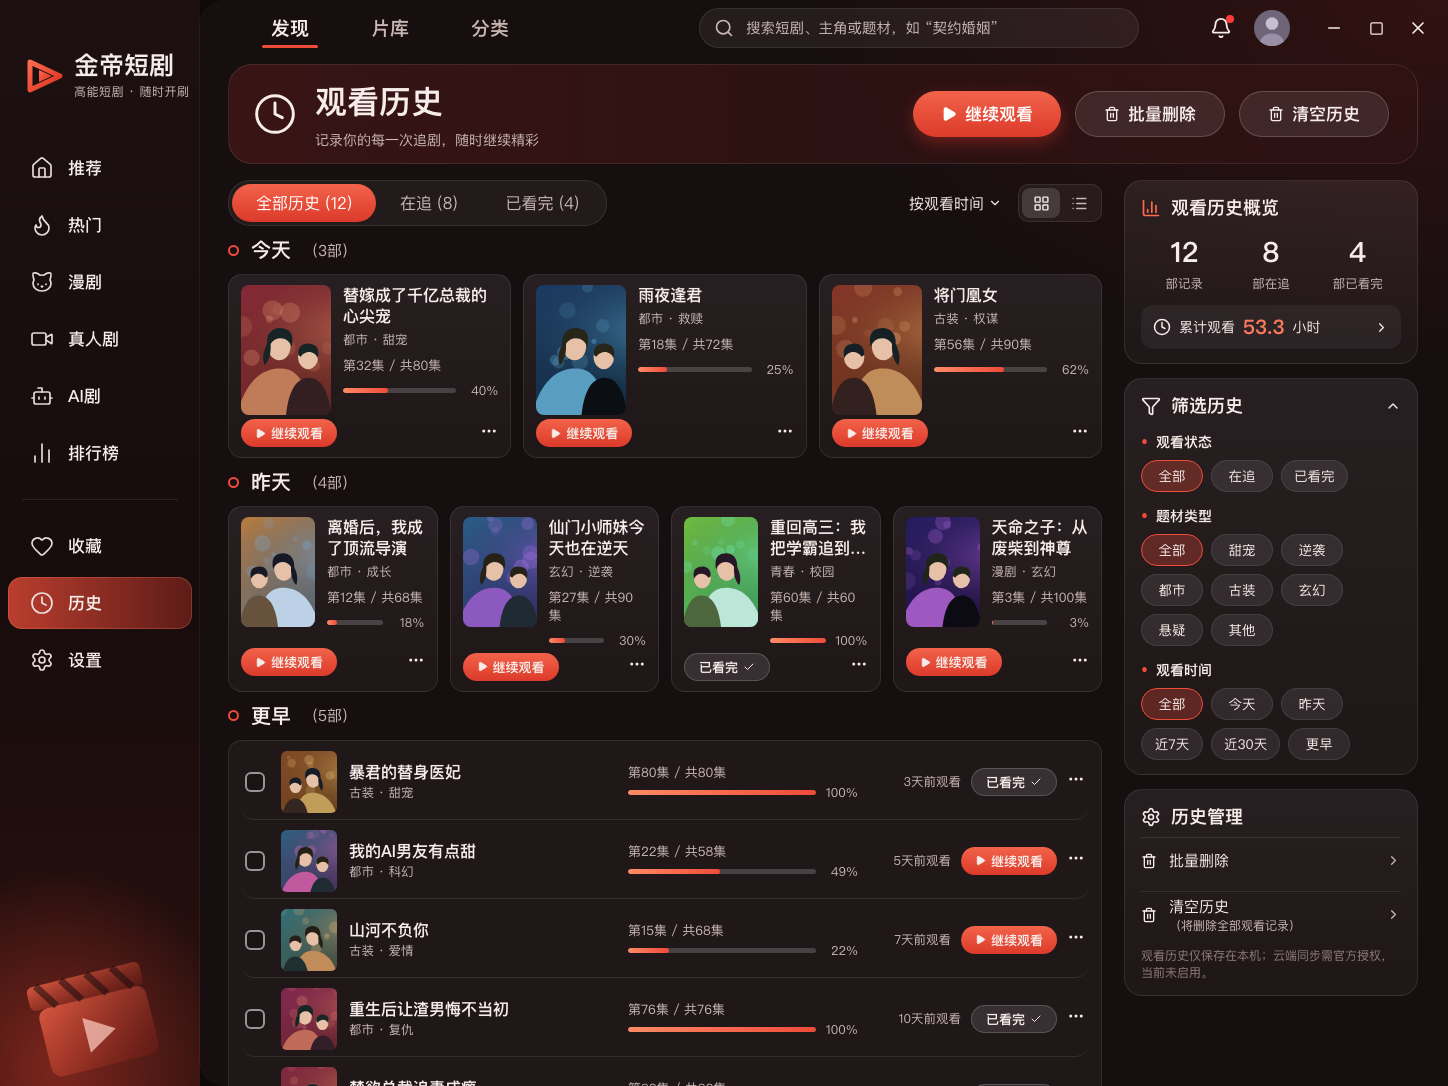 金帝短剧
高能短剧 · 随时开刷
推荐
热门
漫剧
真人剧
AI剧
排行榜
收藏
历史
设置
发现
片库
分类
搜索短剧、主角或题材，如 “契约婚姻”
观看历史
记录你的每一次追剧，随时继续精彩
继续观看
批量删除
清空历史
全部历史 (12)
在追 (8)
已看完 (4)
按观看时间
今天 (3部)
替嫁成了千亿总裁的
心尖宠
都市 · 甜宠
第32集 / 共80集
40%
继续观看
雨夜逢君
都市 · 救赎
第18集 / 共72集
25%
继续观看
将门凰女
古装 · 权谋
第56集 / 共90集
62%
继续观看
昨天 (4部)
离婚后，我成
了顶流导演
都市 · 成长
第12集 / 共68集
18%
继续观看
仙门小师妹今
天也在逆天
玄幻 · 逆袭
第27集 / 共90
集
30%
继续观看
重回高三：我
把学霸追到...
青春 · 校园
第60集 / 共60
集
100%
已看完
天命之子：从
废柴到神尊
漫剧 · 玄幻
第3集 / 共100集
3%
继续观看
更早 (5部)
暴君的替身医妃
古装 · 甜宠
第80集 / 共80集
100%
3天前观看
已看完
我的AI男友有点甜
都市 · 科幻
第22集 / 共58集
49%
5天前观看
继续观看
山河不负你
古装 · 爱情
第15集 / 共68集
22%
7天前观看
继续观看
重生后让渣男悔不当初
都市 · 复仇
第76集 / 共76集
100%
10天前观看
已看完
观看历史概览
12
部记录
8
部在追
4
部已看完
累计观看 53.3 小时
筛选历史
观看状态
全部
在追
已看完
题材类型
全部
甜宠
逆袭
都市
古装
玄幻
悬疑
其他
观看时间
全部
今天
昨天
近7天
近30天
更早
历史管理
批量删除
清空历史
（将删除全部观看记录）
观看历史仅保存在本机；云端同步需官方授权，
当前未启用。